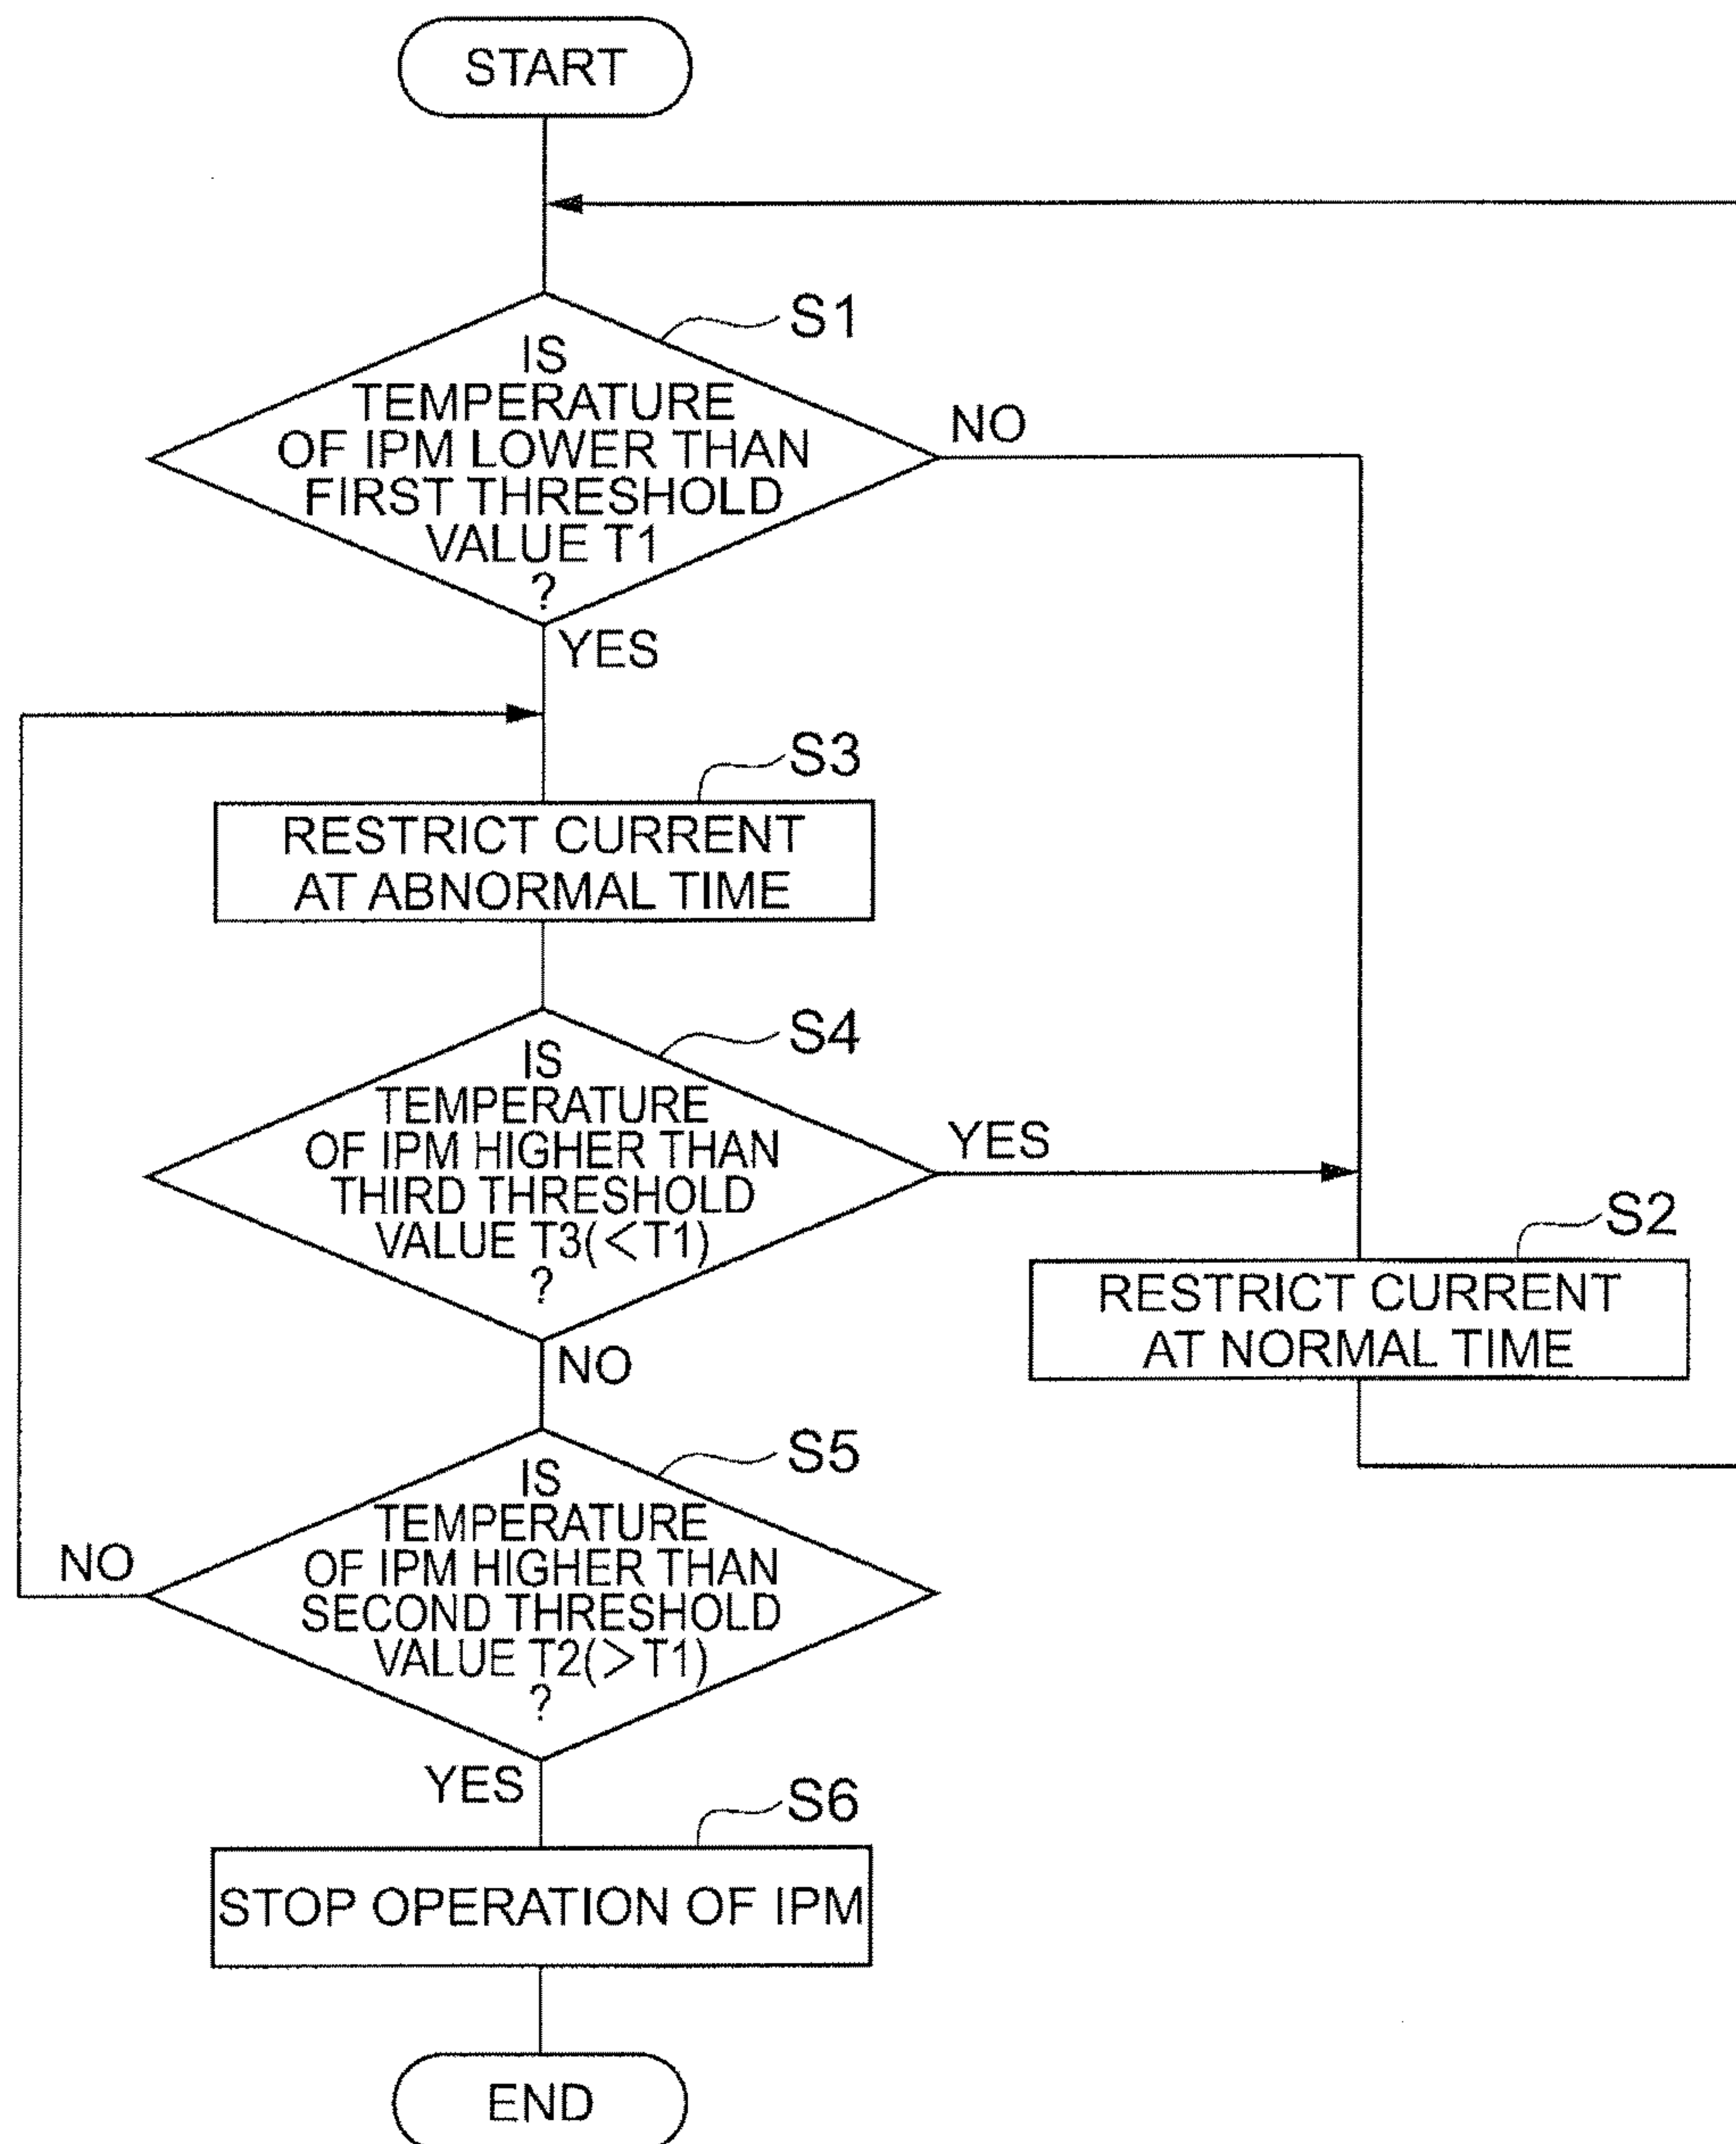 START
S1
IS
TEMPERATURE
OF IPM LOWER THAN
FIRST THRESHOLD
VALUE T1
?
NO
YES
S3
RESTRICT CURRENT
AT ABNORMAL TIME
S4
IS
TEMPERATURE
OF IPM HIGHER THAN
THIRD THRESHOLD
VALUE T3(<T1)
?
YES
NO
S2
RESTRICT CURRENT
AT NORMAL TIME
S5
IS
TEMPERATURE
OF IPM HIGHER THAN
SECOND THRESHOLD
VALUE T2(>T1)
?
NO
YES
S6
STOP OPERATION OF IPM
END